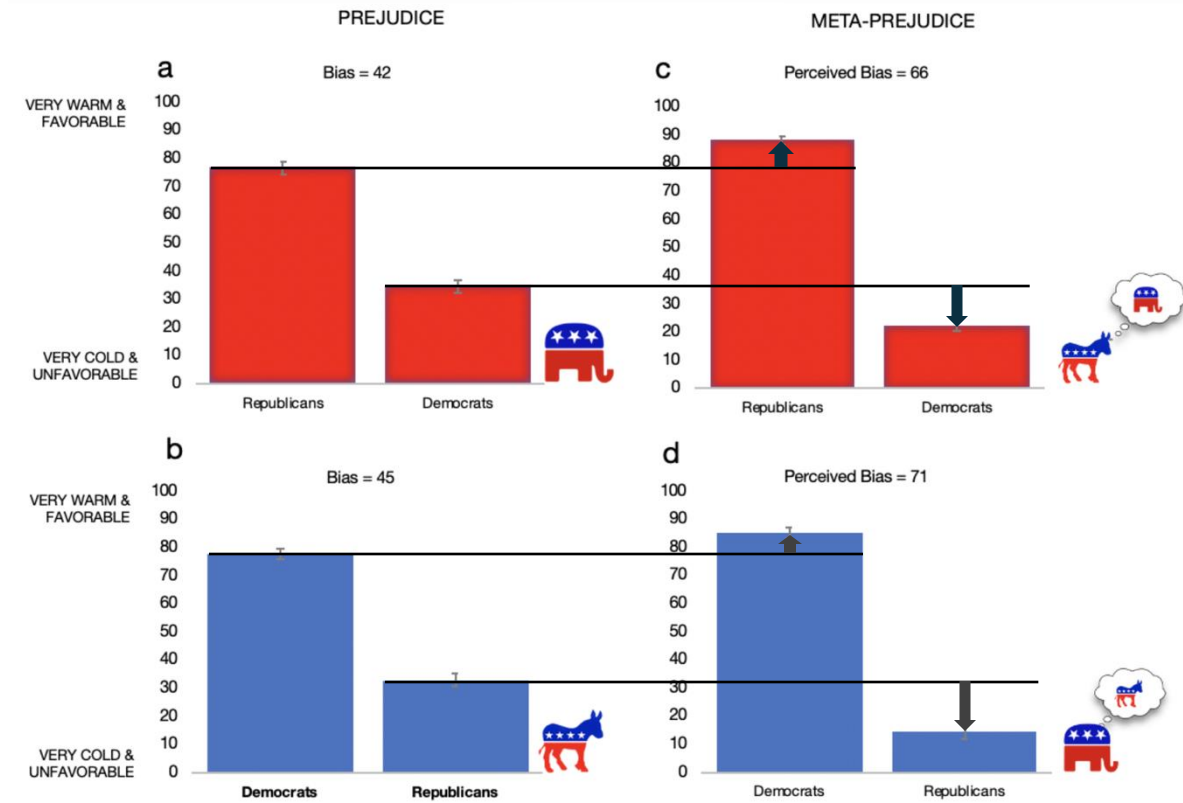 PREJUDICE
META-PREJUDICE
a
Bias = 42
VERY WARM &
FAVORABLE
100
90
80
70
60
50
40
30
20
10
0
VERY COLD &
UNFAVORABLE
Republicans
Democrats
c
Perceived Bias = 66
100
90
80
70
60
50
40
30
20
10
0
Republicans
Democrats
b
Bias = 45
VERY WARM &
FAVORABLE
100
90
80
70
60
50
40
30
20
10
0
VERY COLD &
UNFAVORABLE
Democrats
Republicans
d
Perceived Bias = 71
100
90
80
70
60
50
40
30
20
10
0
Democrats
Republicans